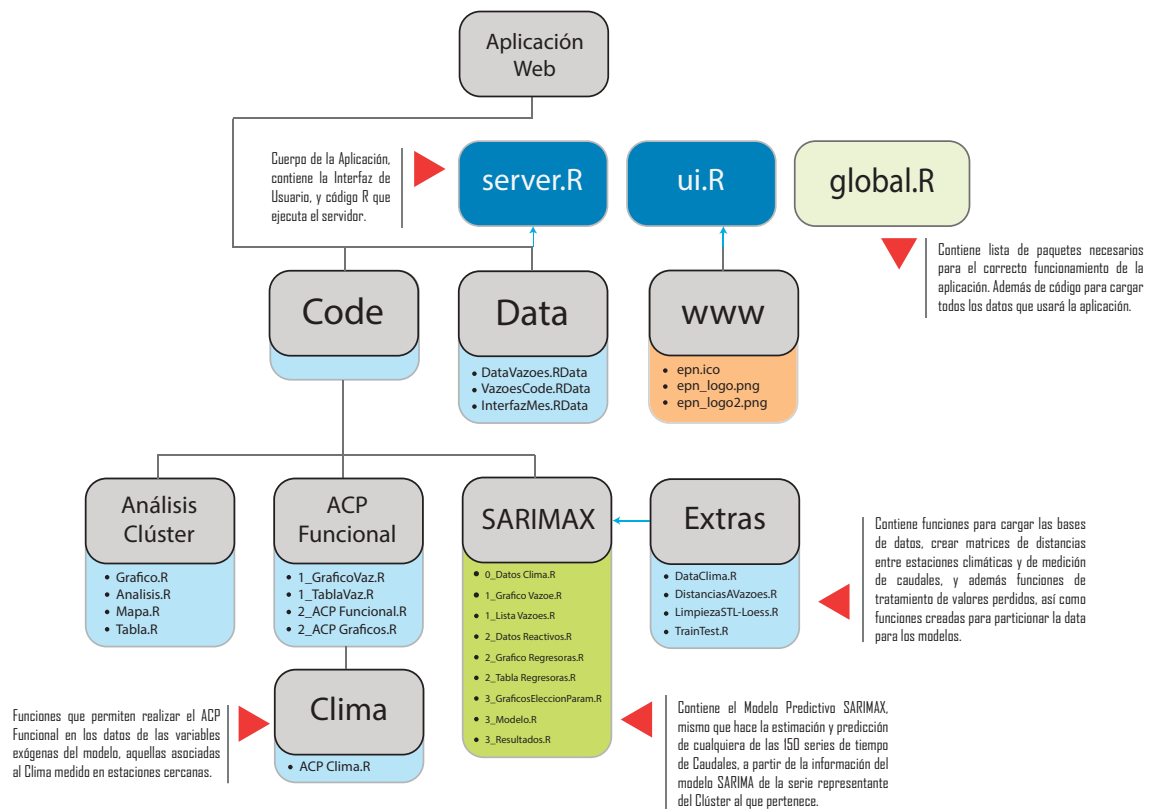 Aplicación
Web
Cuerpo de la Aplicación,
contiene la Interfaz de
Usuario, y código R que
ejecuta el servidor.
server.R
ui.R
global.R
Contiene lista de paquetes necesarios
para el correcto funcionamiento de la
aplicación. Además de código para cargar
todos los datos que usará la aplicación.
Code
Data
• DataVazoes.RData
• VazoesCode.RData
• InterfazMes.RData
www
• epn.ico
• epn_logo.png
• epn_logo2.png
Análisis
Clúster
• Grafico.R
• Analisis.R
• Mapa.R
• Tabla.R
ACP
Funcional
• 1_GraficoVaz.R
• 1_TablaVaz.R
• 2_ACP Funcional.R
• 2_ACP Graficos.R
SARIMAX
• 0_Datos Clima.R
• 1_Grafico Vazoe.R
• 1_Lista Vazoes.R
• 2_Datos Reactivos.R
• 2_Grafico Regresoras.R
• 2_Tabla Regresoras.R
• 3_GraficosEleccionParam.R
• 3_Modelo.R
• 3_Resultados.R
Extras
• DataClima.R
• DistanciasAVazoes.R
• LimpiezaSTL-Loess.R
• TrainTest.R
Contiene funciones para cargar las bases
de datos, crear matrices de distancias
entre estaciones climáticas y de medición
de caudales, y además funciones de
tratamiento de valores perdidos, así como
funciones creadas para particionar la data
para los modelos.
Funciones que permiten realizar el ACP
Funcional en los datos de las variables
exógenas del modelo, aquellas asociadas
al Clima medido en estaciones cercanas.
Clima
• ACP Clima.R
Contiene el Modelo Predictivo SARIMAX,
mismo que hace la estimación y predicción
de cualquiera de las 150 series de tiempo
de Caudales, a partir de la información del
modelo SARIMA de la serie representante
del Clúster al que pertenece.